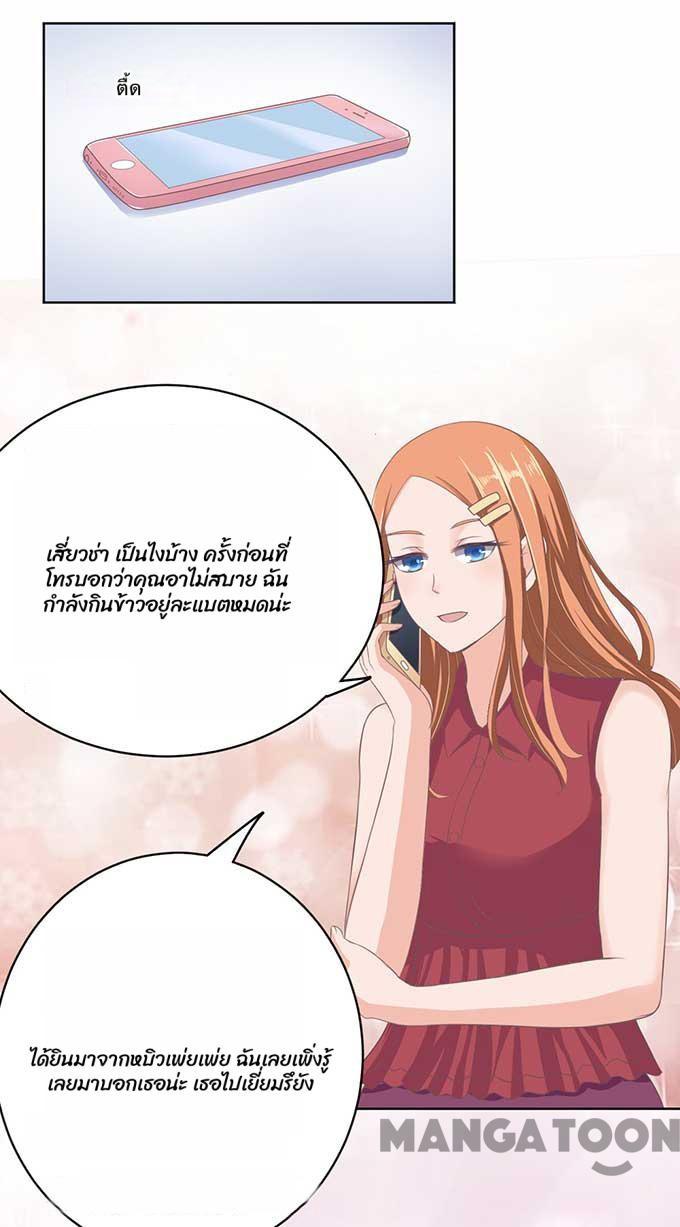 ตื้ด
เสี่ยวช่า เป็นไงบ้าง ครั้งก่อนที่
โทรบอกว่าคุณอาไม่สบาย ฉัน
กำลังกินข้าวอยู่ละแบตหมดน่ะ
ได้ยินมาจากหบิวเพ่ยเพ่ย ฉันเลยเพิ่งรู้
เลยมาบอกเธอน่ะ เธอไปเยี่ยมรึยัง
MANGATOON